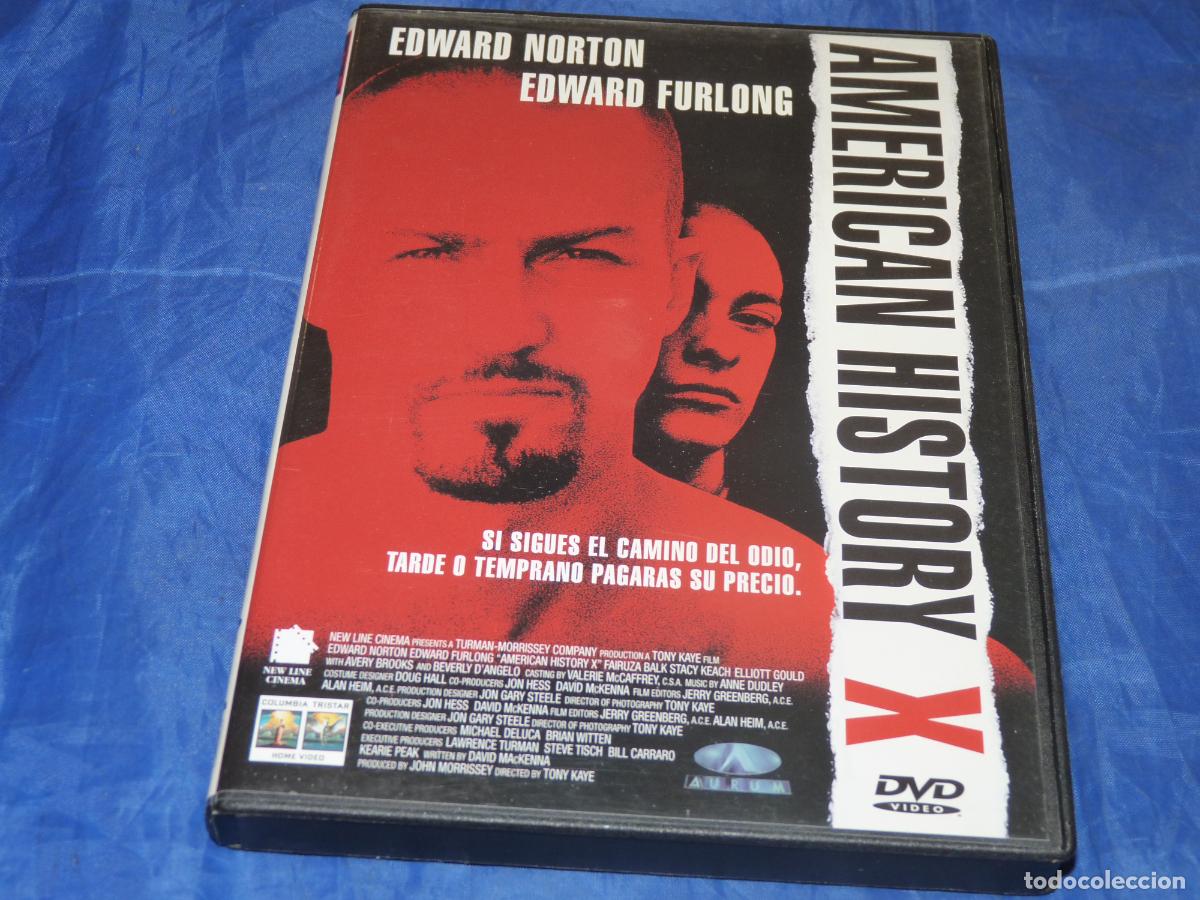 EDWARD NORTON
EDWARD FURLONG
AMERICAN HISTORY X
SI SIGUES EL CAMINO DEL ODIO,
TARDE O TEMPRANO PAGARAS SU PRECIO.
NEW LINE CINEMA PRESENTS A TURMAN-MORRISSEY COMPANY PRODUCTION A TONY KAYE FILM
EDWARD NORTON EDWARD FURLONG "AMERICAN HISTORY X" FAIRUZA BALK STACY KEACH ELLIOTT GOULD
WITH AVERY BROOKS AND BEVERLY D'ANGELO CASTING BY VALERIE McCAFFREY, C.S.A. MUSIC BY ANNE DUDLEY
COSTUME DESIGNER DOUG HALL CO-PRODUCERS JON HESS DAVID McKENNA FILM EDITORS JERRY GREENBERG, A.C.E.
ALAN HEIM, A.C.E. PRODUCTION DESIGNER JON GARY STEELE DIRECTOR OF PHOTOGRAPHY TONY KAYE
CO-PRODUCERS JON HESS DAVID McKENNA FILM EDITORS JERRY GREENBERG, A.C.E. ALAN HEIM, A.C.E.
PRODUCTION DESIGNER JON GARY STEELE DIRECTOR OF PHOTOGRAPHY TONY KAYE
CO-EXECUTIVE PRODUCERS MICHAEL DELUCA BRIAN WITTEN
EXECUTIVE PRODUCERS LAWRENCE TURMAN STEVE TISCH BILL CARRARO
KEARIE PEAK WRITTEN BY DAVID MACKENNA
PRODUCED BY JOHN MORRISSEY DIRECTED BY TONY KAYE
NEW LINE
CINEMA
COLUMBIA TRISTAR
HOME VIDEO
AURUM
DVD
VIDEO
todocoleccion